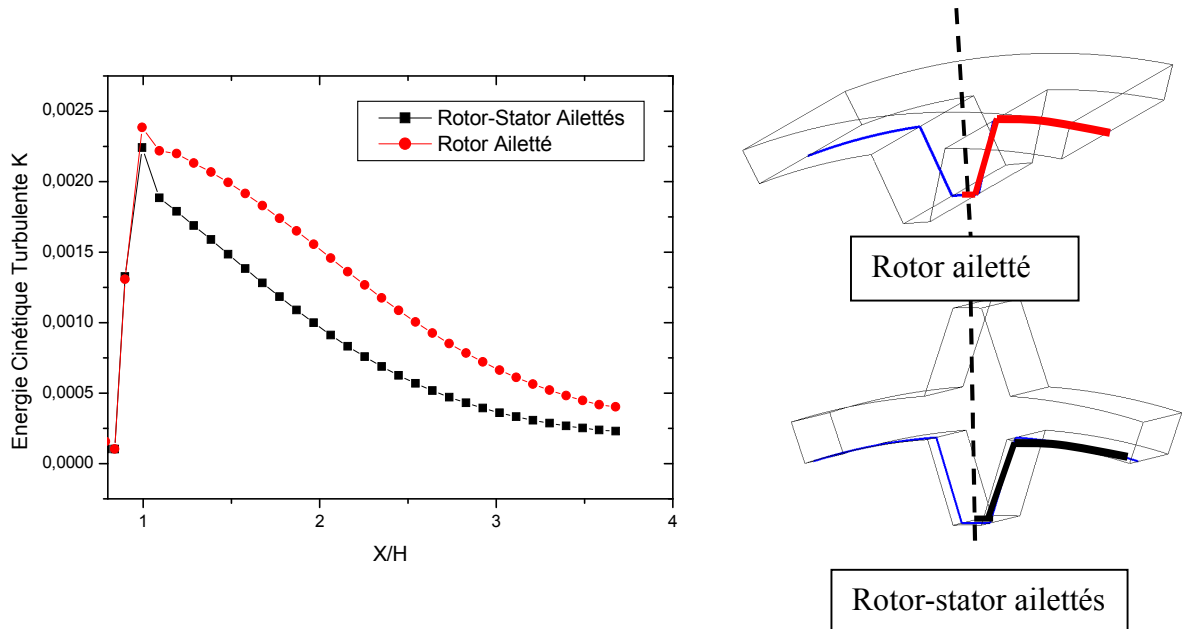 Energie Cinétique Turbulente K
0,0025
0,0020
0,0015
0,0010
0,0005
0,0000
1
2
3
4
X/H
Rotor-Stator Ailettés
Rotor Ailetté
Rotor ailetté
Rotor-stator ailettés